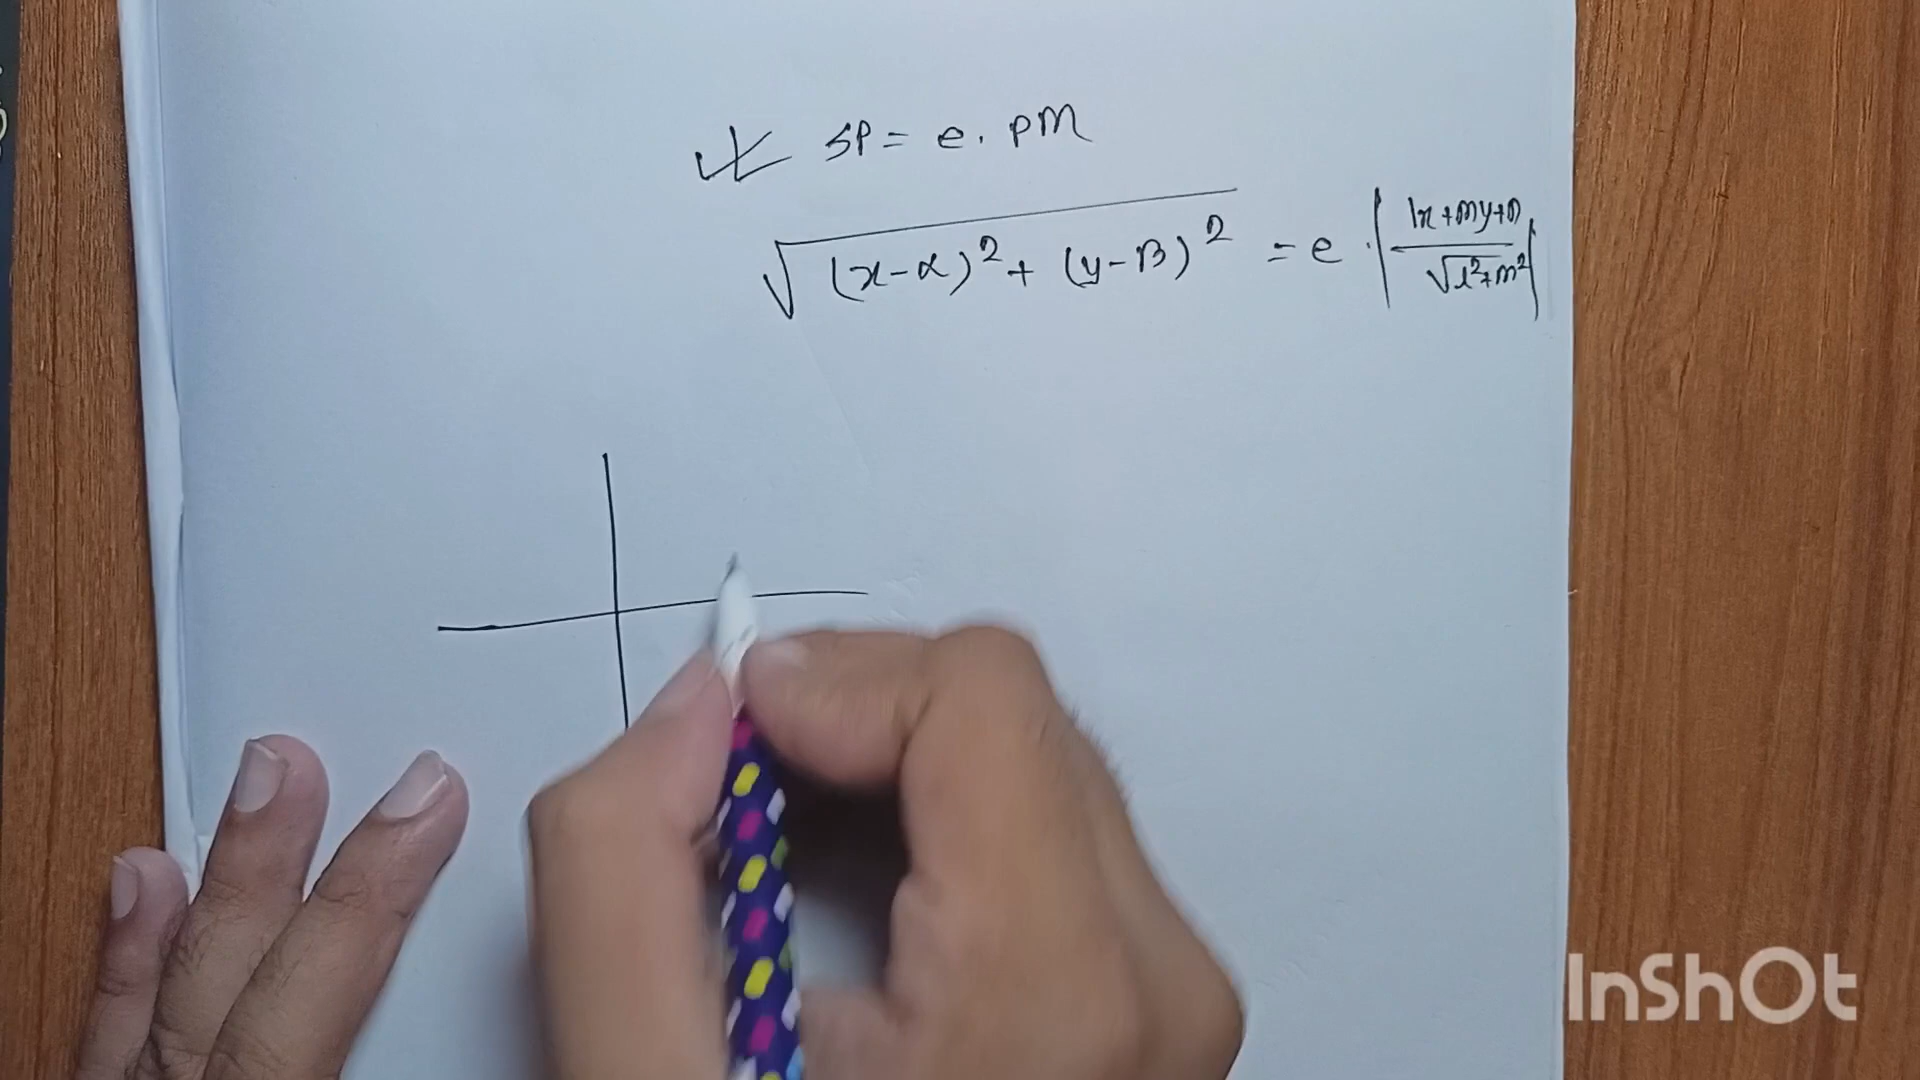 SP = e. PM
√(x-α)² + (y-β)² = e . |lx+my+n / √l²+m²|
InShOt